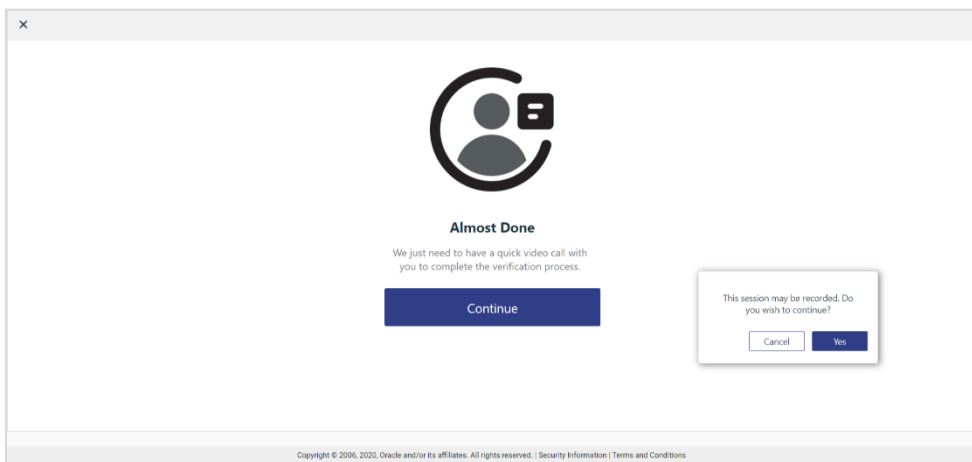 Almost Done
We just need to have a quick video call with
you to complete the verification process.
Continue
This session may be recorded. Do
you wish to continue?
Cancel
Yes
Copyright © 2006, 2020, Oracle and/or its affiliates. All rights reserved. | Security Information | Terms and Conditions